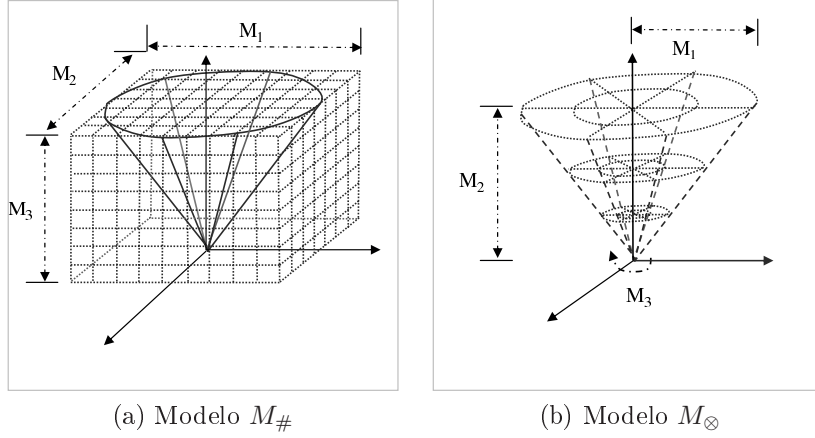 M₁
M₂
M₃
M₁
M₂
M₃
(a) Modelo M#
(b) Modelo M⊗